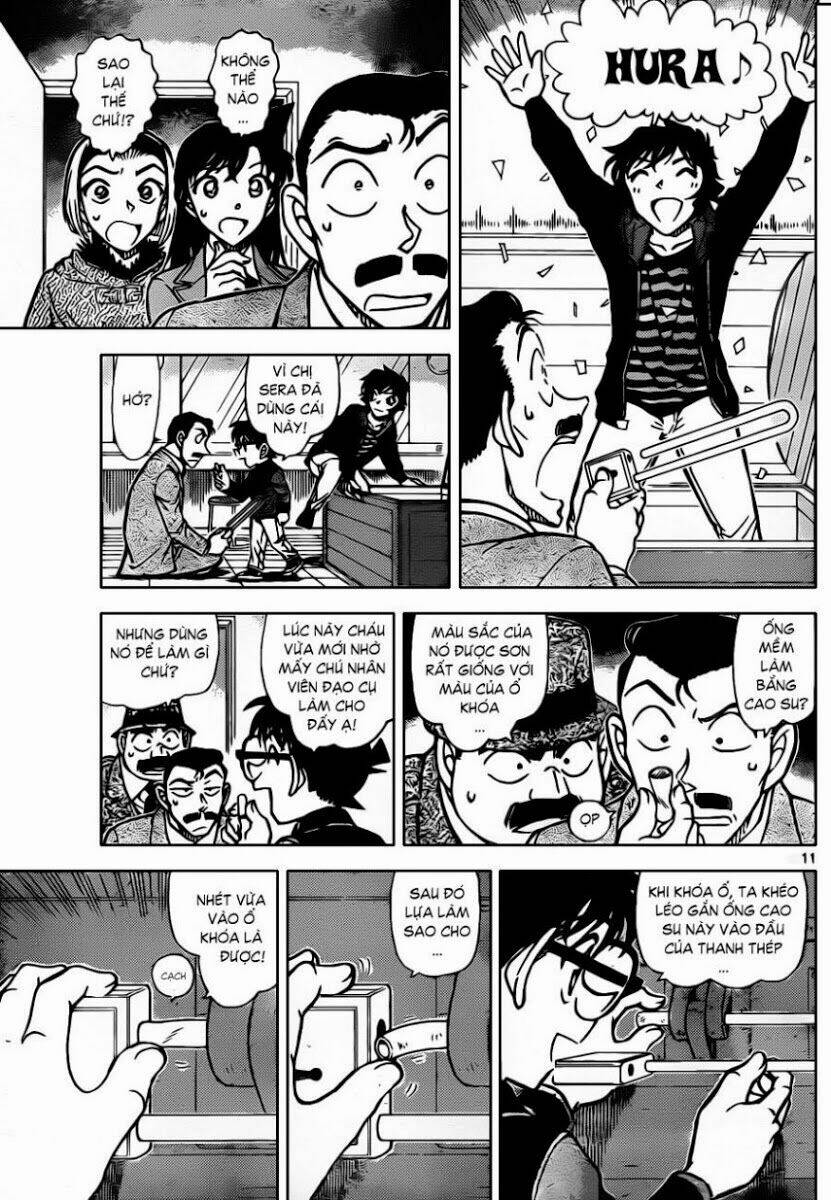 HURA♪
KHÔNG
THỂ
NÀO
...
SAO
LẠI
THẾ
CHỨ!?
VÌ CHỊ
SERA ĐÃ
DÙNG CÁI
NÀY!
HỞ?
ỐNG
MỀM
LÀM
BẰNG
CAO SU?
MÀU SẮC CỦA
NÓ ĐƯỢC SƠN
RẤT GIỐNG VỚI
MÀU CỦA Ổ
KHÓA
...
ỌP
LÚC NÃY CHÁU
VỪA MỚI NHỜ
MẤY CHÚ NHÂN
VIÊN ĐẠO CỤ
LÀM CHO
ĐẤY Ạ!
NHƯNG DÙNG
NÓ ĐỂ LÀM GÌ
CHỨ?
11
KHI KHÓA Ổ, TA KHÉO
LÉO GẮN ỐNG CAO
SU NÀY VÀO ĐẦU
CỦA THANH THÉP
...
SAU ĐÓ
LỰA LÀM
SAO CHO
...
NHÉT VỪA
VÀO Ổ
KHÓA LÀ
ĐƯỢC!
CẠCH